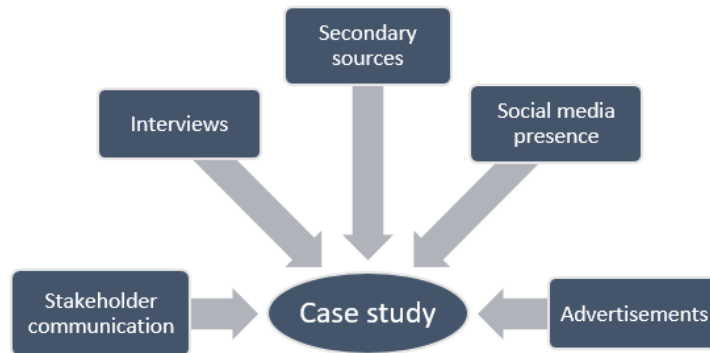 Secondary
sources
Interviews
Social media
presence
Stakeholder
communication
Case study
Advertisements